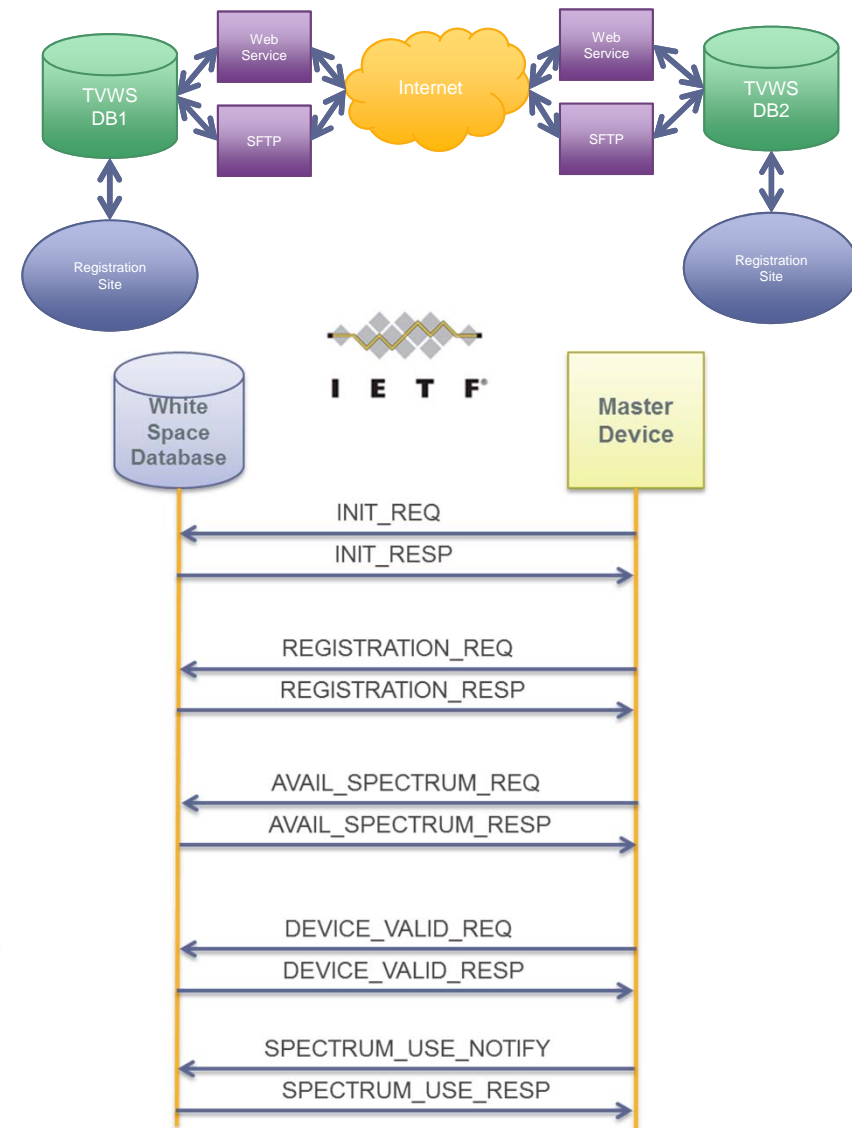 TVWS
DB1
Web
Service
SFTP
Internet
Web
Service
SFTP
TVWS
DB2
Registration
Site
Registration
Site
I E T F®
White
Space
Database
Master
Device
INIT_REQ
INIT_RESP
REGISTRATION_REQ
REGISTRATION_RESP
AVAIL_SPECTRUM_REQ
AVAIL_SPECTRUM_RESP
DEVICE_VALID_REQ
DEVICE_VALID_RESP
SPECTRUM_USE_NOTIFY
SPECTRUM_USE_RESP